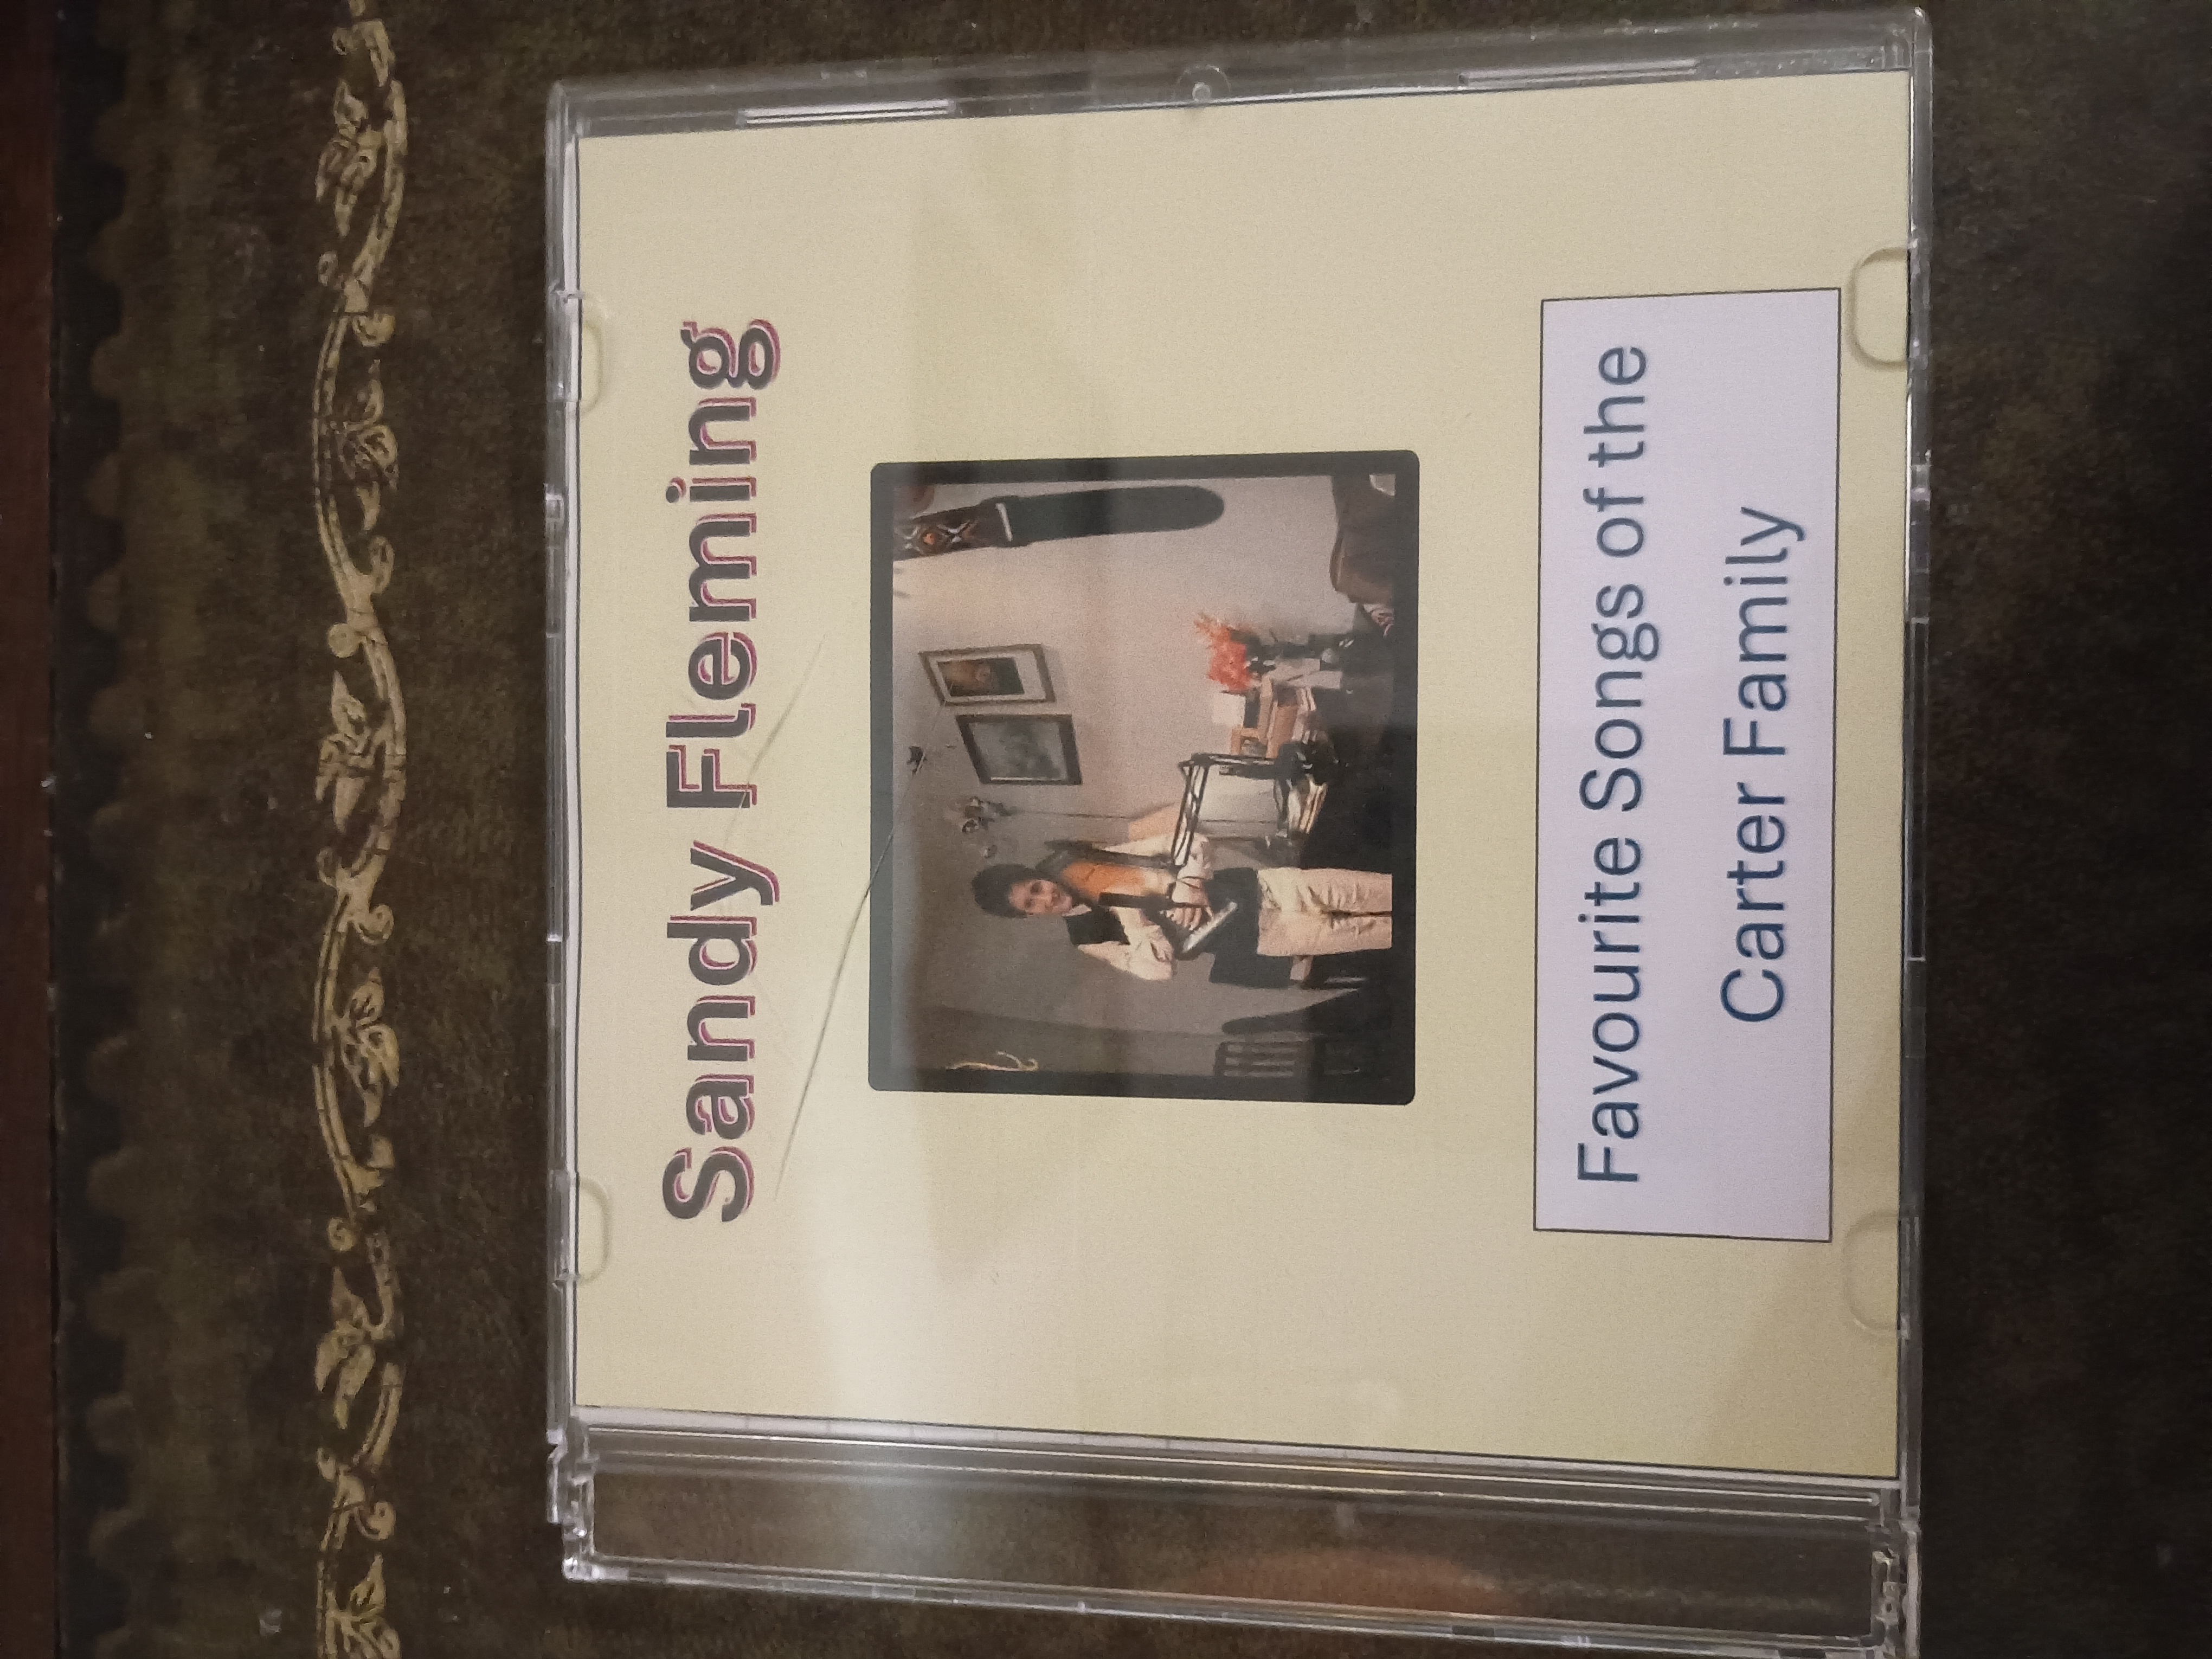 Sandy Fleming
Favourite Songs of the
Carter Family